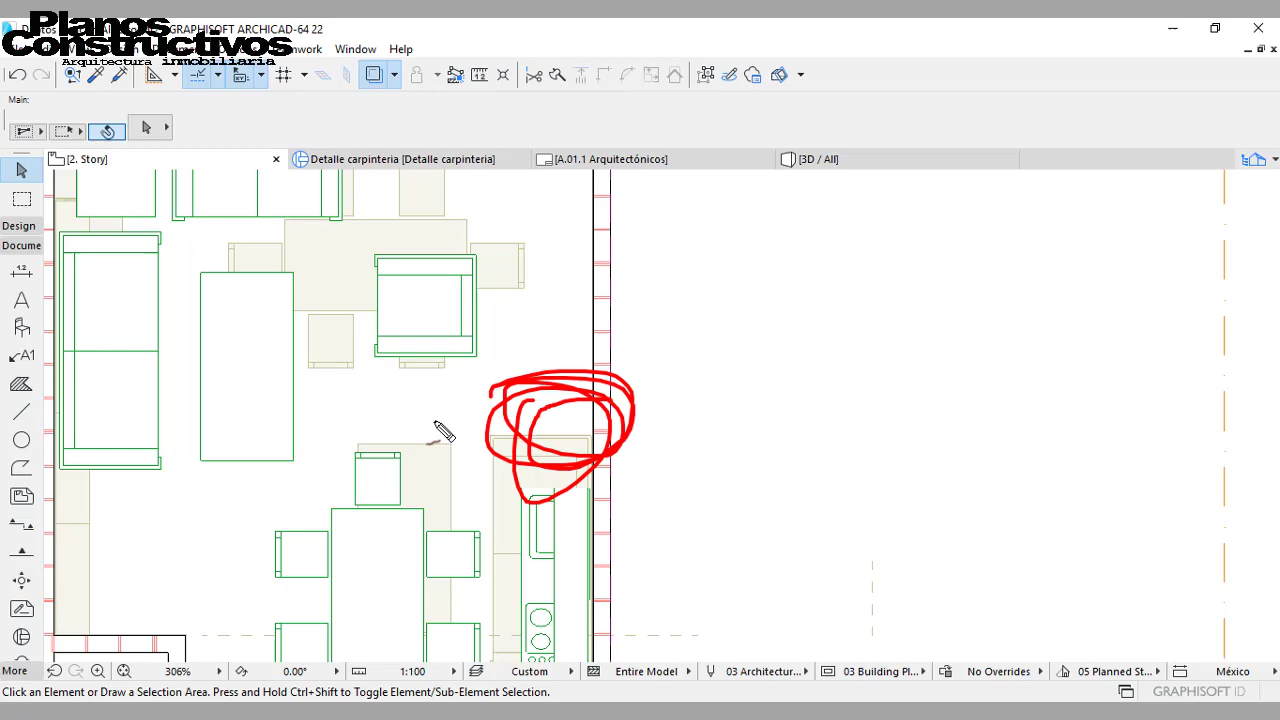 Planos
Constructivos
Arquitectura inmobiliaria
GRAPHISOFT ARCHICAD-64 22
Window Help
Main:
[2. Story]
Detalle carpinteria [Detalle carpinteria]
[A.01.1 Arquitectónicos]
[3D / All]
Design
Docume
1.2
A
A1
More
306%
0.00°
1:100
Custom
Entire Model
03 Architectur...
03 Building Pl...
No Overrides
05 Planned St...
México
Click an Element or Draw a Selection Area. Press and Hold Ctrl+Shift to Toggle Element/Sub-Element Selection.
GRAPHISOFT ID